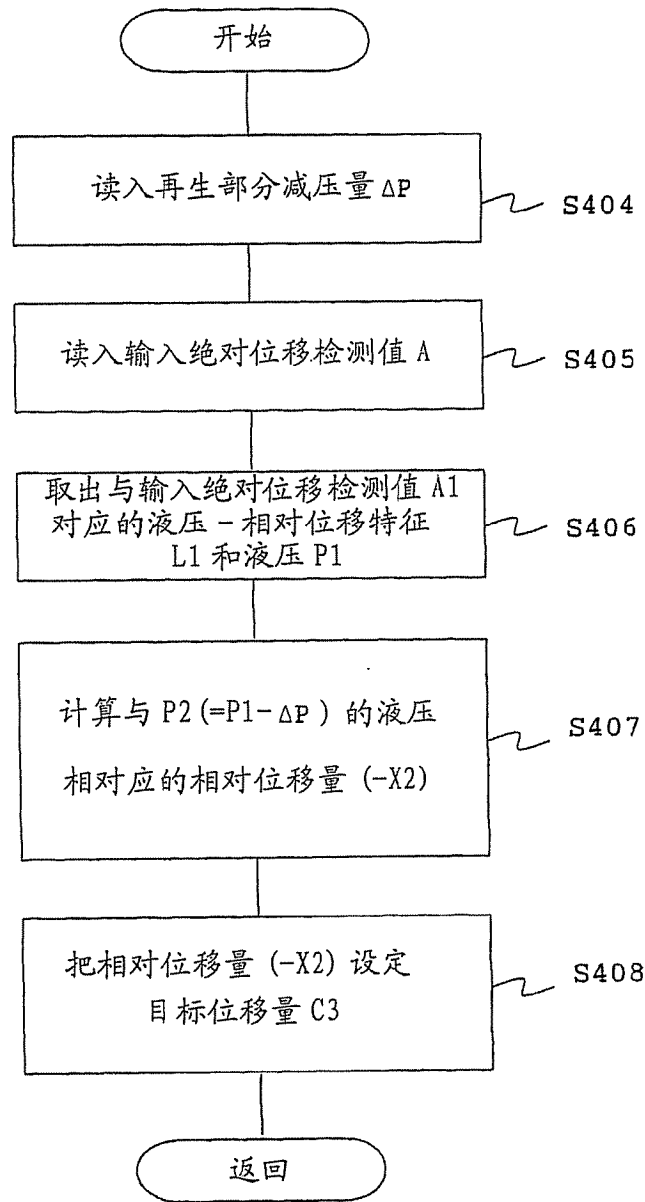 开始
读入再生部分减压量 ΔP
S404
读入输入绝对位移检测值 A
S405
取出与输入绝对位移检测值 A1
对应的液压-相对位移特征
L1 和液压 P1
S406
计算与 P2 (=P1-ΔP) 的液压
相对应的相对位移量 (-X2)
S407
把相对位移量 (-X2) 设定
目标位移量 C3
S408
返回